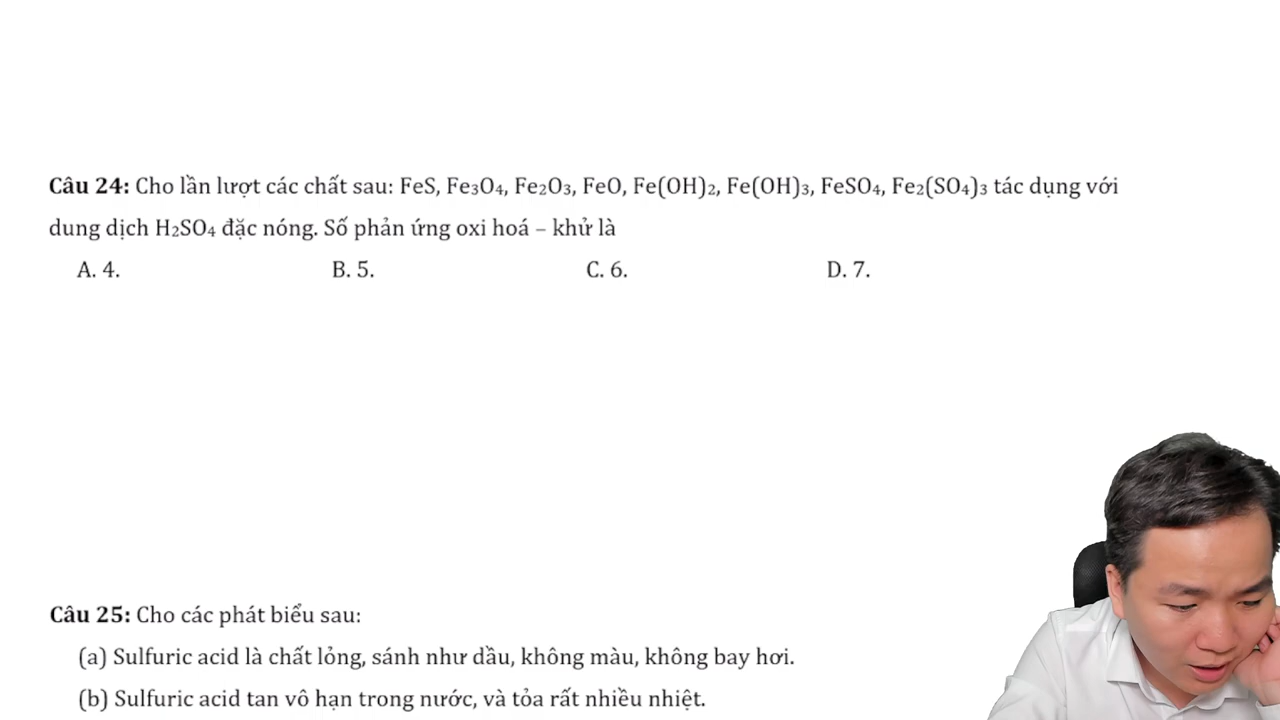 Câu 24: Cho lần lượt các chất sau: FeS, Fe₃O₄, Fe₂O₃, FeO, Fe(OH)₂, Fe(OH)₃, FeSO₄, Fe₂(SO₄)₃ tác dụng với
dung dịch H₂SO₄ đặc nóng. Số phản ứng oxi hoá – khử là
A. 4. B. 5. C. 6. D. 7.
Câu 25: Cho các phát biểu sau:
(a) Sulfuric acid là chất lỏng, sánh như dầu, không màu, không bay hơi.
(b) Sulfuric acid tan vô hạn trong nước, và tỏa rất nhiều nhiệt.